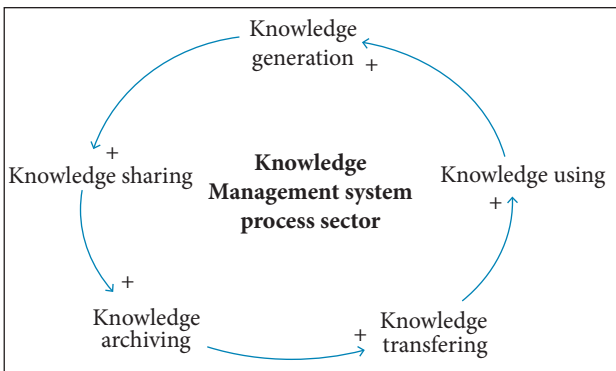 Knowledge
generation
+
+
Knowledge sharing
Knowledge
Management system
process sector
Knowledge using
+
+
Knowledge
archiving
+
Knowledge
transfering